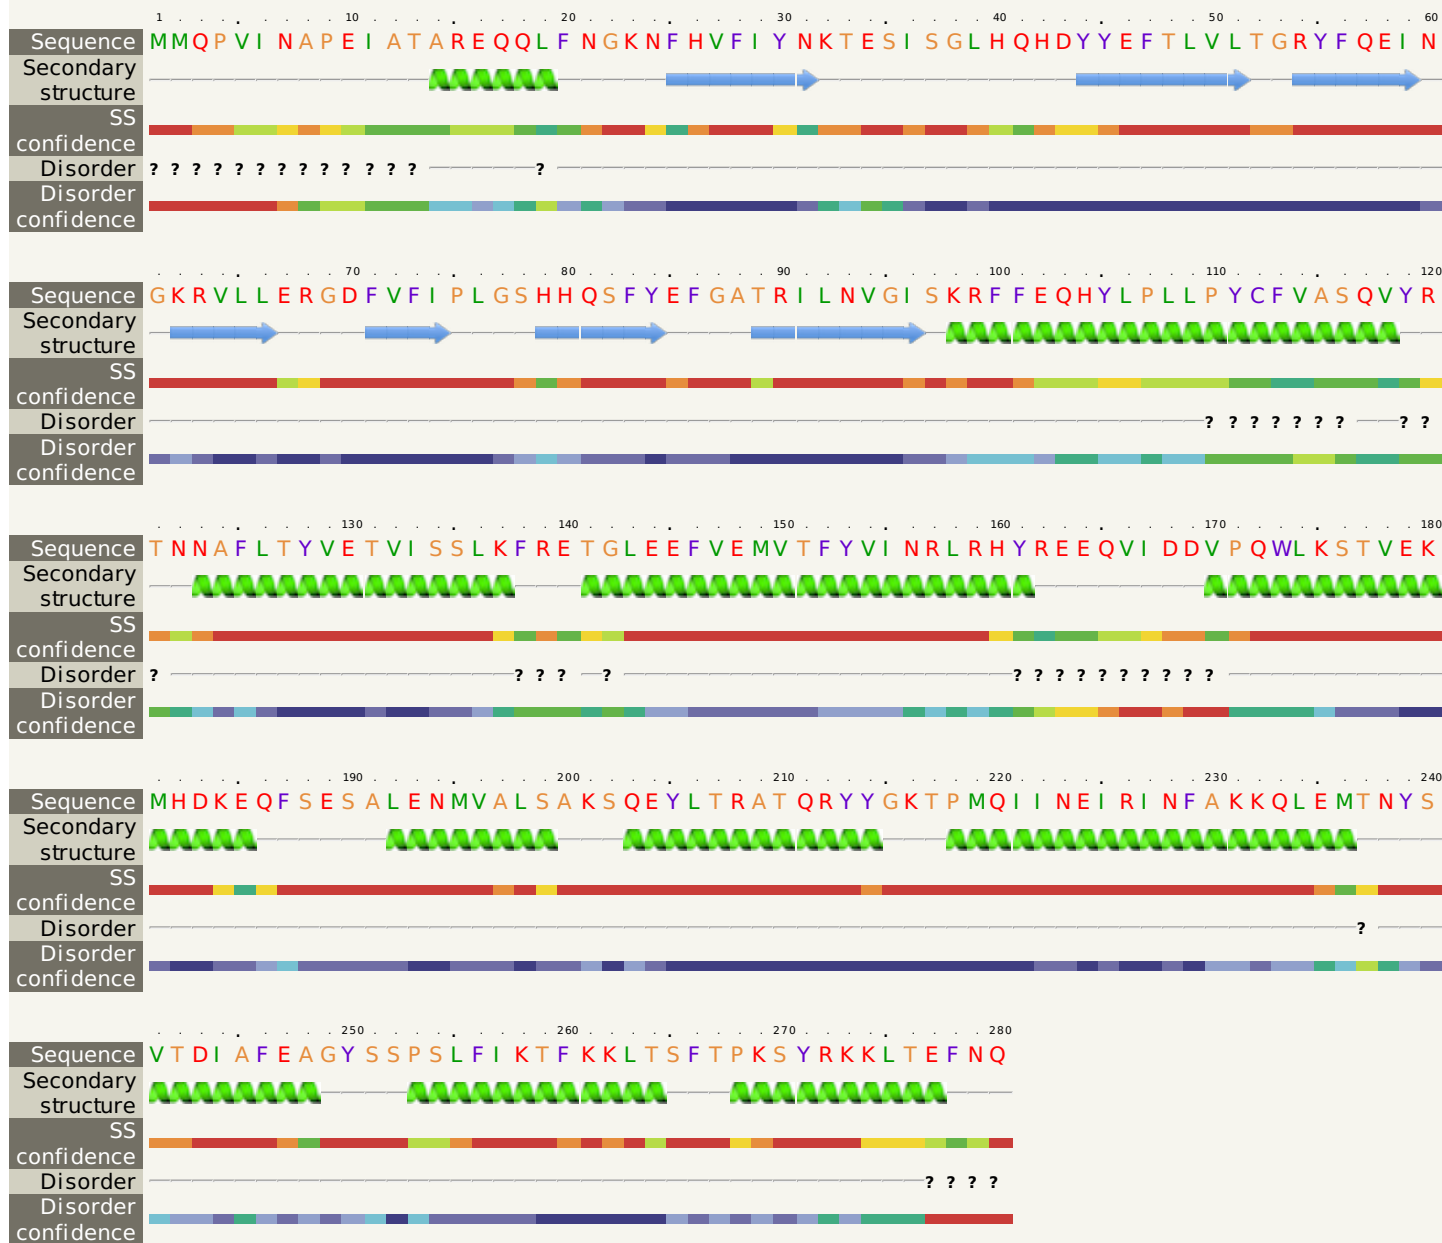 1 10 20 30 40 50 60
Sequence MMQPVINAPEIATAREQQLFNGKNFHVFIYNKTESISGLHQHDYYEFTLVLTGRYFQEIN
Secondary
structure
SS
confidence
Disorder ? ? ? ? ? ? ? ? ? ? ? ? ? ?
Disorder
confidence
70 80 90 100 110 120
Sequence GKRVLLERGDFVFIPLGSHHQSFYEFGATRILNVGISKRFFEQHYLPLLPYCFVASQVYR
Secondary
structure
SS
confidence
Disorder ? ? ? ? ? ? ? ? ?
Disorder
confidence
130 140 150 160 170 180
Sequence TNNAFLTYVETVISSLKFRETGLEEFVEMVTFYVINRLRHYREEQVIDDVPQWLKSTVEK
Secondary
structure
SS
confidence
Disorder ? ? ? ? ? ? ? ? ? ? ? ? ? ? ?
Disorder
confidence
190 200 210 220 230 240
Sequence MHDKEQFSESALENMVALSAKSQEYLTRATQRYYGKTPMQIINEIRINFAKKQLEMTNYS
Secondary
structure
SS
confidence
Disorder ?
Disorder
confidence
250 260 270 280
Sequence VTDIAFEAGYSSPSLFIKTFKKLTSFTPKSYRKKLTEFNQ
Secondary
structure
SS
confidence
Disorder ? ? ? ?
Disorder
confidence